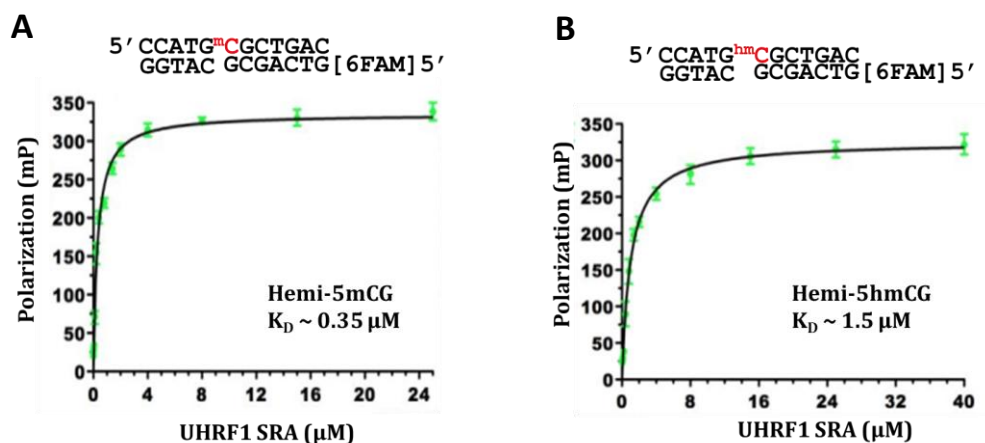 A
5′ CCATGᵐCGCTGAC
GGTAC GCGACTG[6FAM]5′
350
300
250
200
150
100
50
0
Polarization (mP)
Hemi-5mCG
K_D ~ 0.35 μM
0 4 8 12 16 20 24
UHRF1 SRA (μM)
B
5′ CCATGʰᵐCGCTGAC
GGTAC GCGACTG[6FAM]5′
350
300
250
200
150
100
50
0
Polarization (mP)
Hemi-5hmCG
K_D ~ 1.5 μM
0 8 16 24 32 40
UHRF1 SRA (μM)